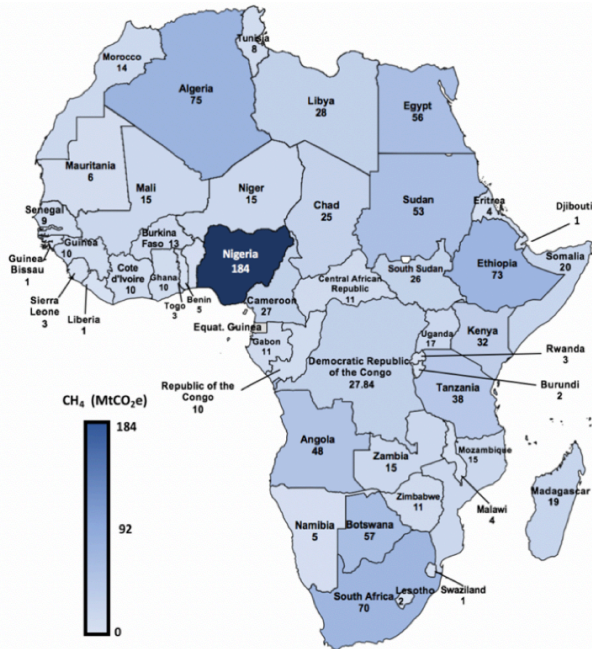 Tunisia
8
Morocco
14
Algeria
75
Libya
28
Egypt
56
Mauritania
6
Mali
15
Niger
15
Chad
25
Sudan
53
Eritrea
4
Djibouti
1
Senegal
9
Guinea
Bissau
1
Guinea
10
Burkina
Faso 13
Nigeria
184
Ethiopia
73
Somalia
20
Sierra
Leone
3
Liberia
1
Cote
d'Ivoire
10
Ghana
10
Togo
3
Benin
5
Cameroon
27
Central African
Republic
11
South Sudan
26
Equat. Guinea
Gabon
11
Republic of the
Congo
10
Democratic Republic
of the Congo
27.84
Uganda
17
Kenya
32
Rwanda
3
Burundi
2
Tanzania
38
Angola
48
Zambia
15
Mozambique
15
Malawi
4
Zimbabwe
11
Madagascar
19
Namibia
5
Botswana
57
South Africa
70
Lesotho
2
Swaziland
1
CH₄ (MtCO₂e)
184
92
0